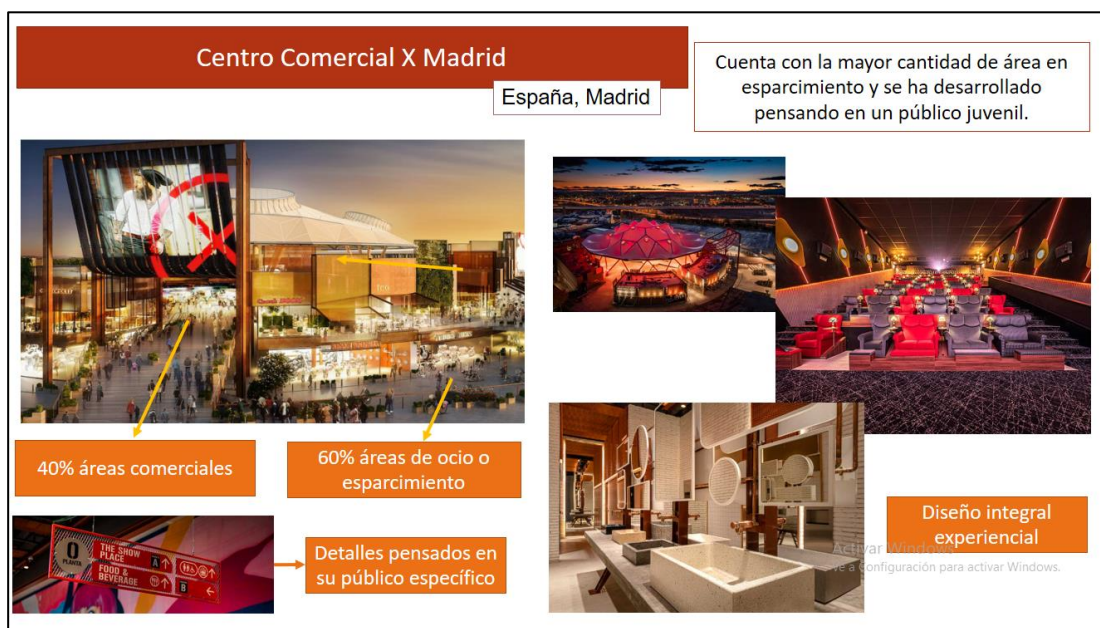 Centro Comercial X Madrid
España, Madrid
Cuenta con la mayor cantidad de área en
esparcimiento y se ha desarrollado
pensando en un público juvenil.
40% áreas comerciales
60% áreas de ocio o
esparcimiento
0
PLANTA
THE SHOW
PLACE
A
FOOD &
BEVERAGE
B
Detalles pensados en
su público específico
Diseño integral
experiencial
Activar Windows
Ve a Configuración para activar Windows.